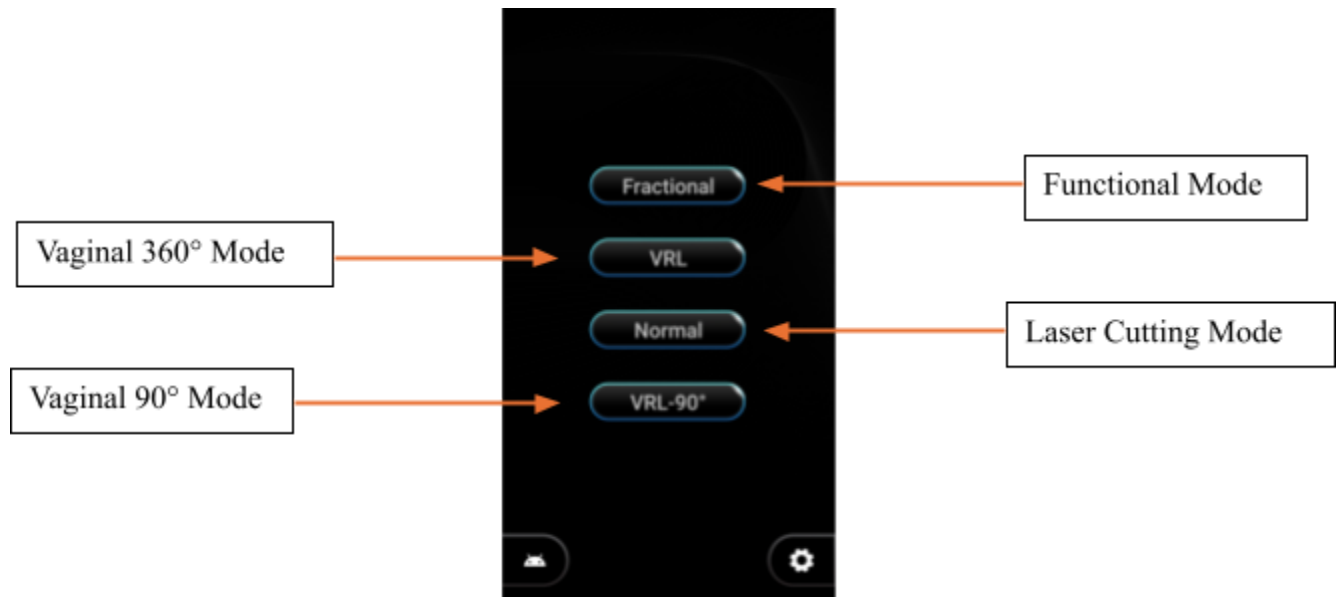 Fractional
Functional Mode
Vaginal 360° Mode
VRL
Normal
Laser Cutting Mode
Vaginal 90° Mode
VRL-90°